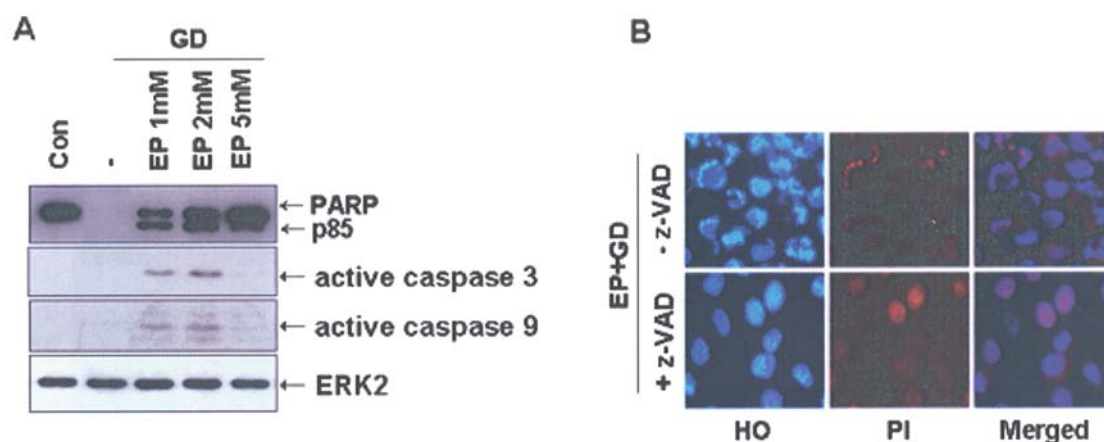 A
GD
Con
-
EP 1mM
EP 2mM
EP 5mM
PARP
p85
active caspase 3
active caspase 9
ERK2
B
EP+GD
- z-VAD
+ z-VAD
HO
PI
Merged